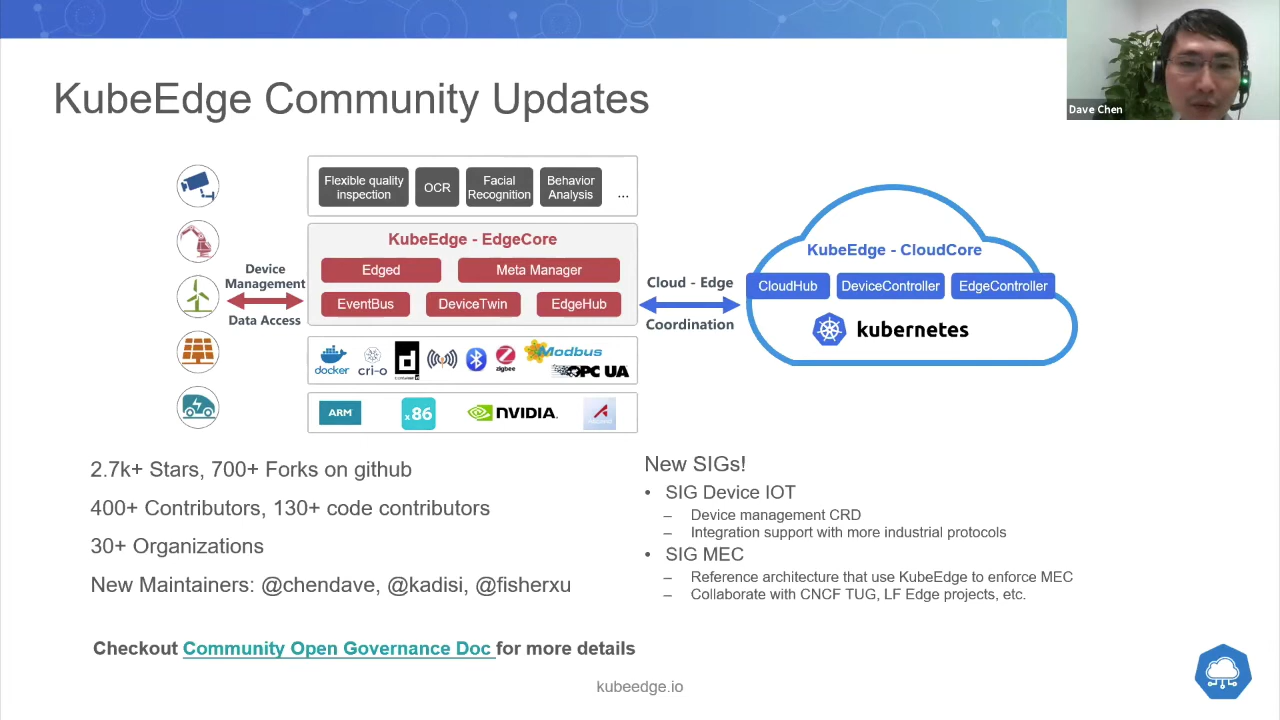 Dave Chen
KubeEdge Community Updates
Flexible quality
inspection
OCR
Facial
Recognition
Behavior
Analysis
...
KubeEdge - EdgeCore
Edged
Meta Manager
EventBus
DeviceTwin
EdgeHub
Device
Management
Data Access
Cloud - Edge
Coordination
KubeEdge - CloudCore
CloudHub
DeviceController
EdgeController
kubernetes
docker
cri-o
zigbee
Modbus
OPC UA
ARM
x86
NVIDIA.
2.7k+ Stars, 700+ Forks on github
400+ Contributors, 130+ code contributors
30+ Organizations
New Maintainers: @chendave, @kadisi, @fisherxu
New SIGs!
• SIG Device IOT
– Device management CRD
– Integration support with more industrial protocols
• SIG MEC
– Reference architecture that use KubeEdge to enforce MEC
– Collaborate with CNCF TUG, LF Edge projects, etc.
Checkout Community Open Governance Doc for more details
kubeedge.io